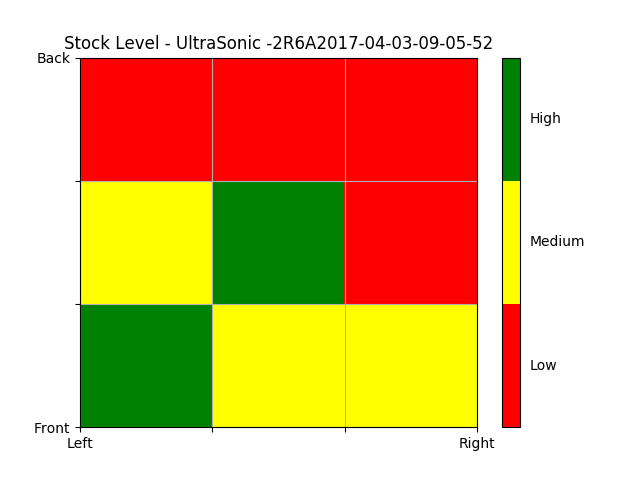 Stock Level - UltraSonic -2R6A2017-04-03-09-05-52
Back
High
Medium
Low
Front
Left
Right